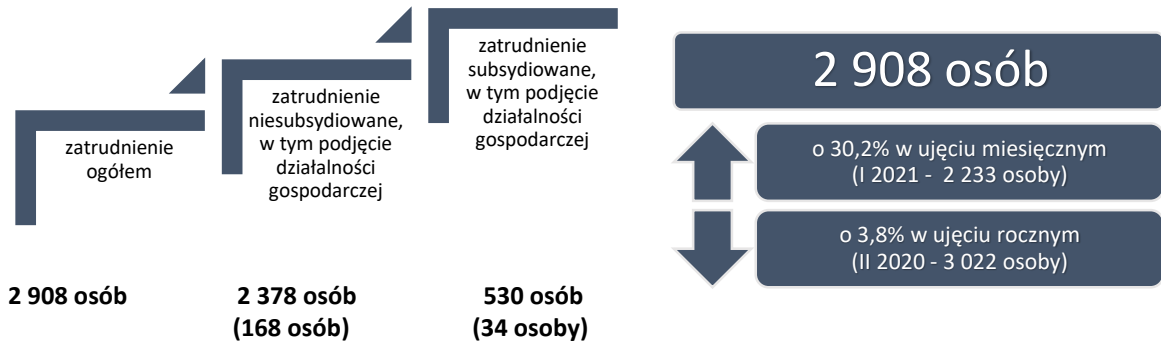 zatrudnienie
ogółem
2 908 osób
zatrudnienie
niesubsydiowane,
w tym podjęcie
działalności
gospodarczej
2 378 osób
(168 osób)
zatrudnienie
subsydiowane,
w tym podjęcie
działalności
gospodarczej
530 osób
(34 osoby)
2 908 osób
o 30,2% w ujęciu miesięcznym
(I 2021 - 2 233 osoby)
o 3,8% w ujęciu rocznym
(II 2020 - 3 022 osoby)